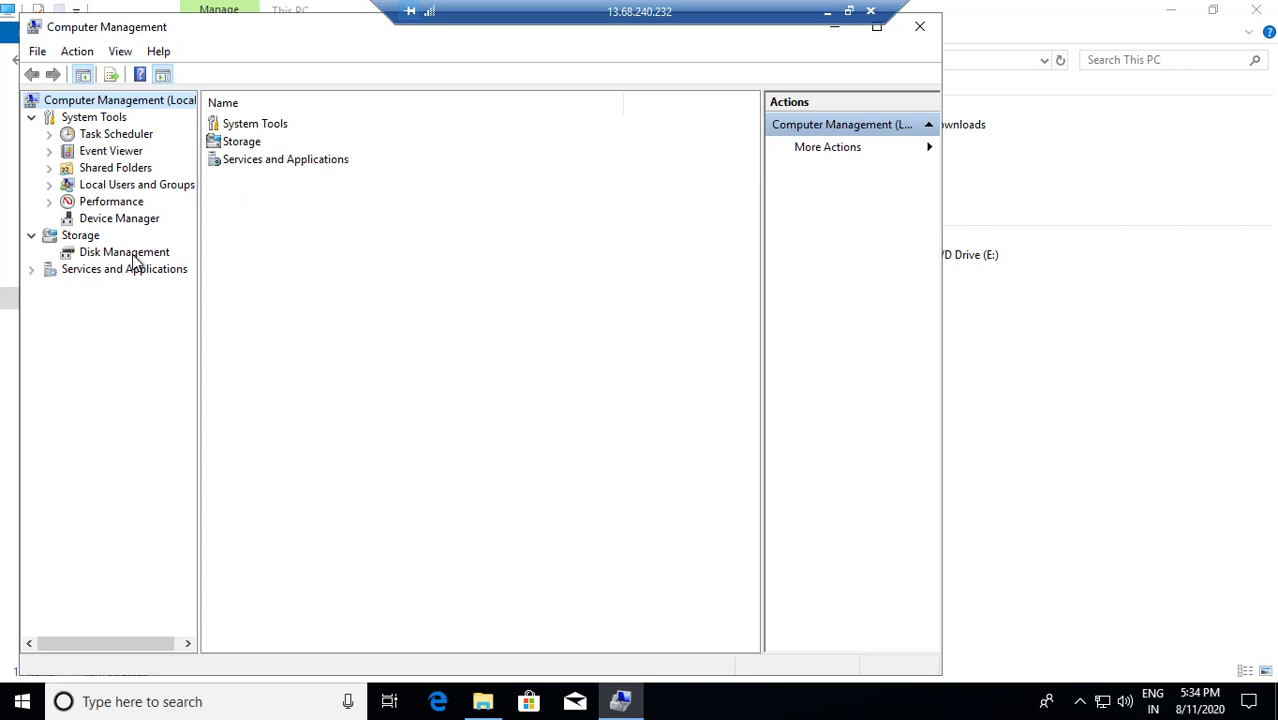 Manage
This PC
13.68.240.232
Computer Management
File Action View Help
Search This PC
Computer Management (Local
System Tools
Task Scheduler
Event Viewer
Shared Folders
Local Users and Groups
Performance
Device Manager
Storage
Disk Management
Services and Applications
Name
System Tools
Storage
Services and Applications
Actions
Computer Management (L...
More Actions
ownloads
/D Drive (E:)
Type here to search
ENG
IN
5:34 PM
8/11/2020